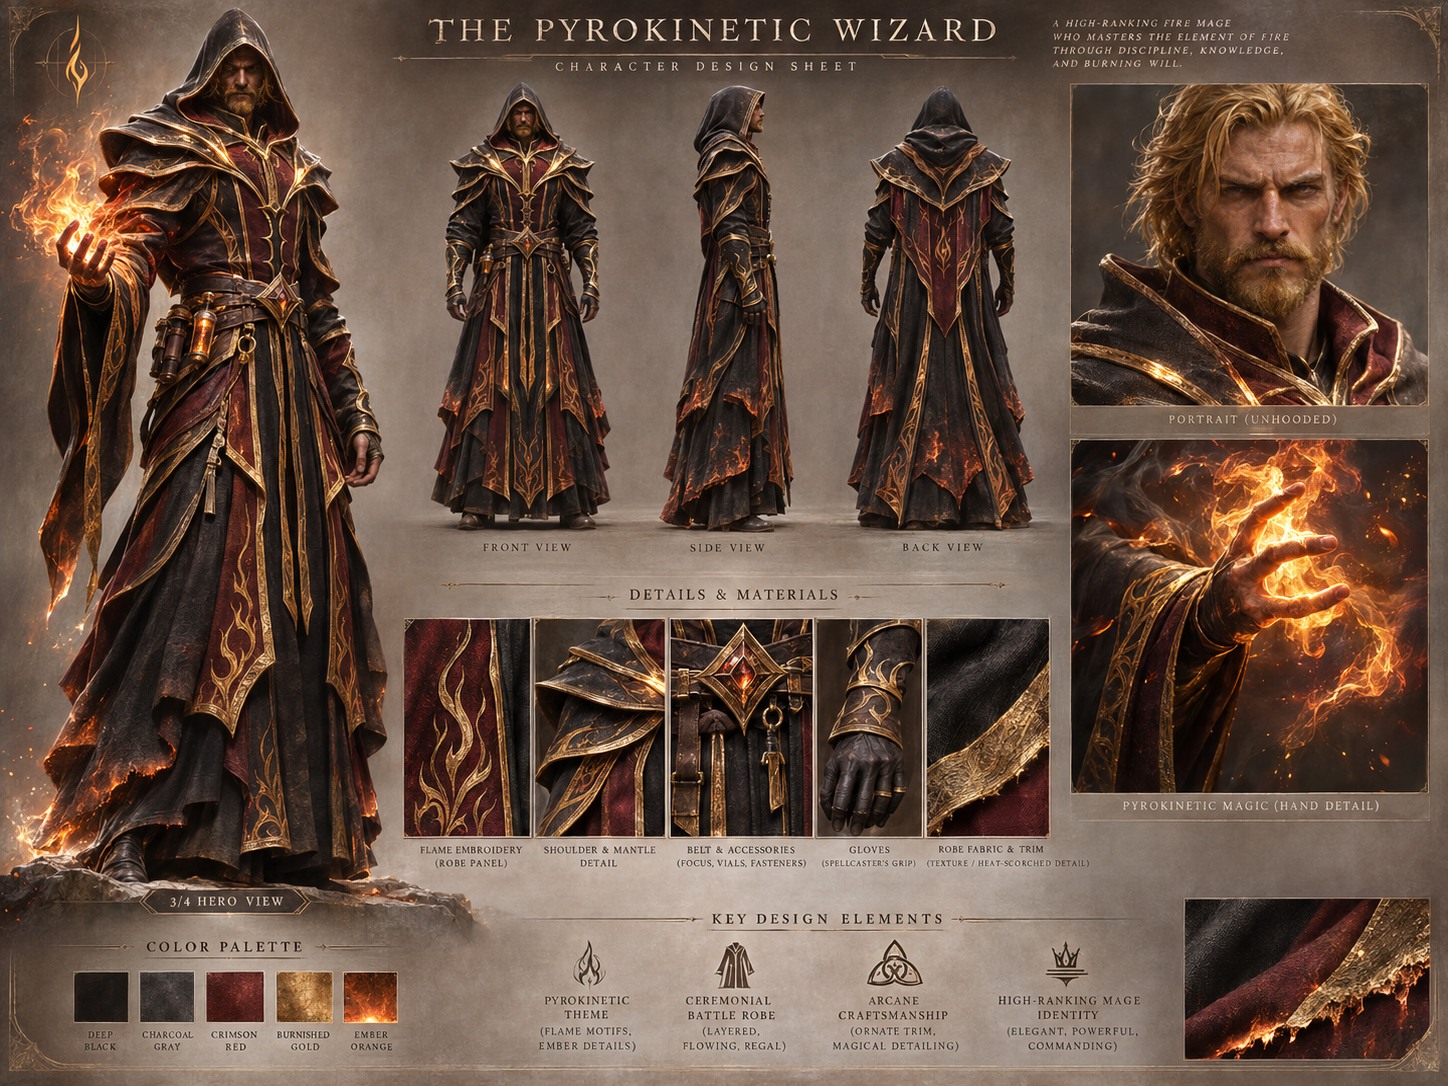 THE PYROKINETIC WIZARD
CHARACTER DESIGN SHEET
A HIGH-RANKING FIRE MAGE
WHO MASTERS THE ELEMENT OF FIRE
THROUGH DISCIPLINE, KNOWLEDGE,
AND BURNING WILL.
FRONT VIEW
SIDE VIEW
BACK VIEW
PORTRAIT (UNHOODED)
DETAILS & MATERIALS
FLAME EMBROIDERY
(ROBE PANEL)
SHOULDER & MANTLE
DETAIL
BELT & ACCESSORIES
(FOCUS, VIALS, FASTENERS)
GLOVES
(SPELLCASTER'S GRIP)
ROBE FABRIC & TRIM
(TEXTURE / HEAT-SCORCHED DETAIL)
PYROKINETIC MAGIC (HAND DETAIL)
3/4 HERO VIEW
COLOR PALETTE
DEEP
BLACK
CHARCOAL
GRAY
CRIMSON
RED
BURNISHED
GOLD
EMBER
ORANGE
KEY DESIGN ELEMENTS
PYROKINETIC
THEME
(FLAME MOTIFS,
EMBER DETAILS)
CEREMONIAL
BATTLE ROBE
(LAYERED,
FLOWING, REGAL)
ARCANE
CRAFTSMANSHIP
(ORNATE TRIM,
MAGICAL DETAILING)
HIGH-RANKING MAGE
IDENTITY
(ELEGANT, POWERFUL,
COMMANDING)